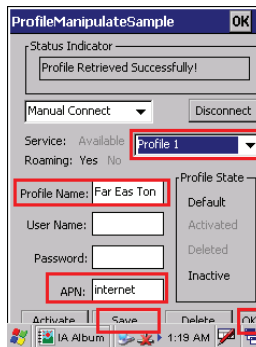 ProfileManipulateSample OK
Status Indicator
Profile Retrieved Successfully!
Manual Connect Disconnect
Service: Available Profile 1
Roaming: Yes No
Profile State
Profile Name: Far Eas Ton
Default
User Name:
Activated
Deleted
Password:
Inactive
APN: internet
Activate Save Delete OK
IA Album 1:19 AM